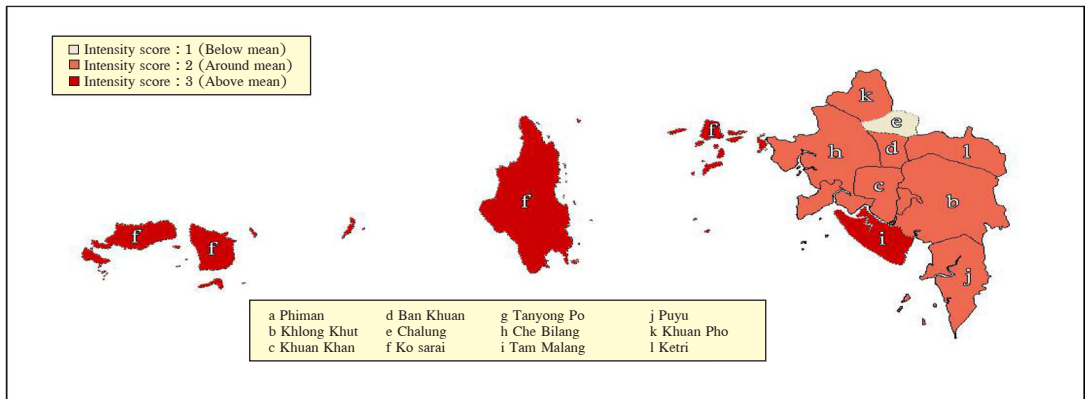 Intensity score : 1 (Below mean)
Intensity score : 2 (Around mean)
Intensity score : 3 (Above mean)
k
e
f
h
d
l
c
f
b
i
f
f
j
a Phiman d Ban Khuan g Tanyong Po j Puyu
b Khlong Khut e Chalung h Che Bilang k Khuan Pho
c Khuan Khan f Ko sarai i Tam Malang l Ketri